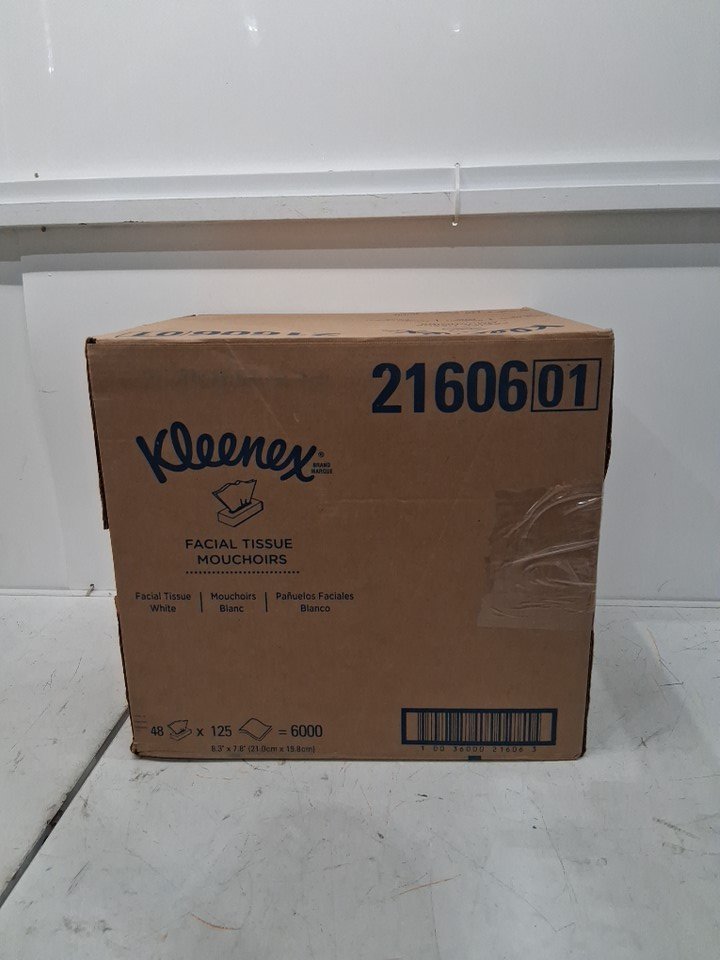 2160601
21606 01
Kleenex®
BRAND
MARQUE
FACIAL TISSUE
MOUCHOIRS
Facial Tissue | Mouchoirs | Pañuelos Faciales
White | Blanc | Blanco
48 x 125 = 6000
8.3" x 7.8" (21.0cm x 19.8cm)
1 00 36000 21606 3